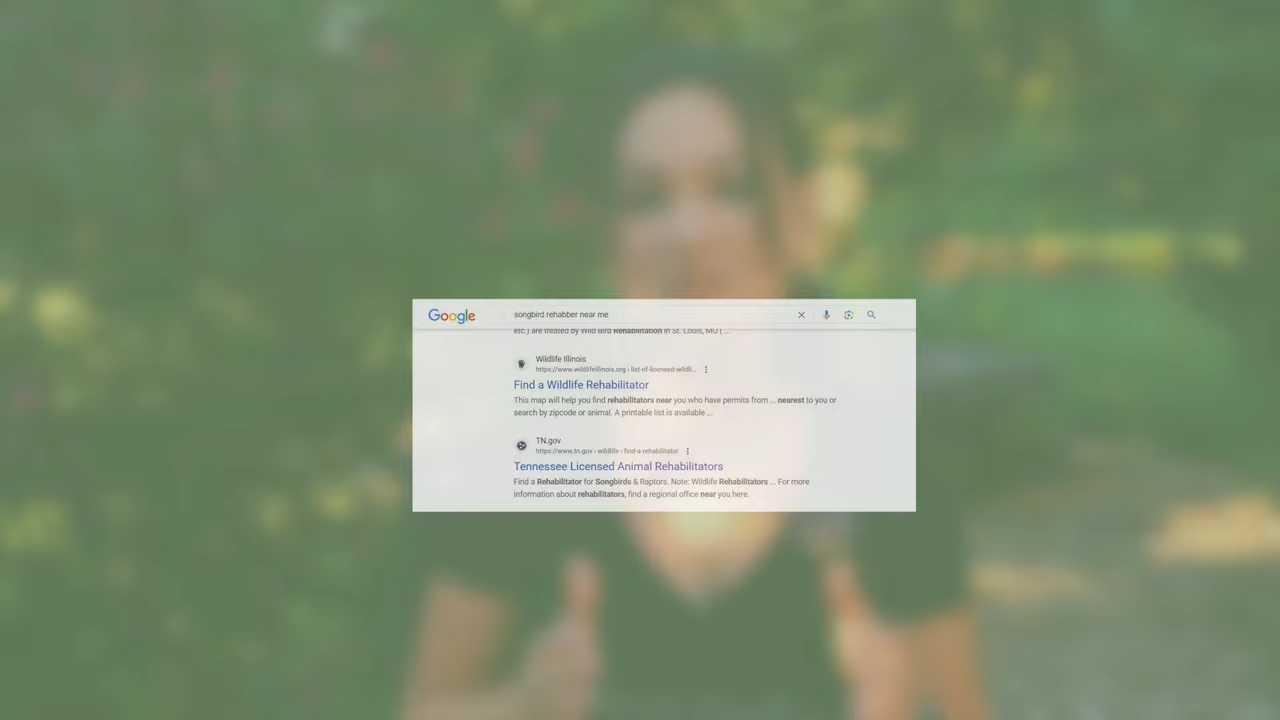 Google
songbird rehabber near me
etc.) are treated by Wild Bird Rehabilitation in St. Louis, MO ( ...
Wildlife Illinois
https://www.wildlifeillinois.org › list-of-licensed-wildli...
Find a Wildlife Rehabilitator
This map will help you find rehabilitators near you who have permits from ... nearest to you or
search by zipcode or animal. A printable list is available ...
TN.gov
https://www.tn.gov › wildlife › find-a-rehabilitator
Tennessee Licensed Animal Rehabilitators
Find a Rehabilitator for Songbirds & Raptors. Note: Wildlife Rehabilitators ... For more
information about rehabilitators, find a regional office near you here.